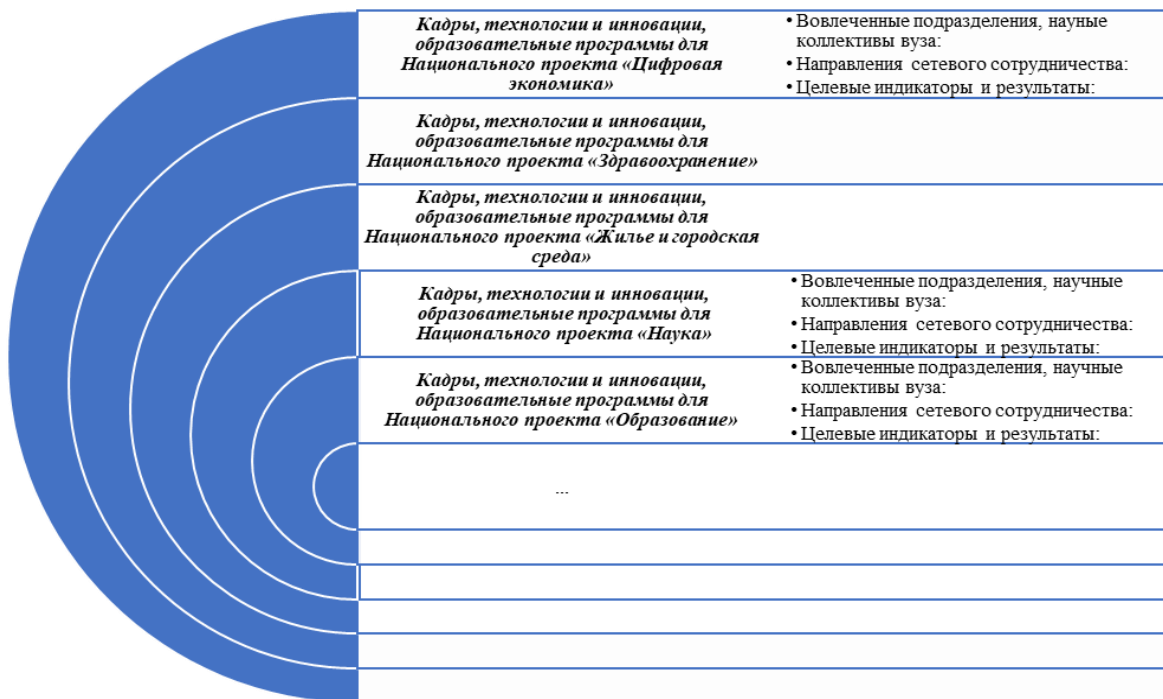 Кадры, технологии и инновации,
образовательные программы для
Национального проекта «Цифровая
экономика»
• Вовлеченные подразделения, науные
коллективы вуза:
• Направления сетевого сотрудничества:
• Целевые индикаторы и результаты:
Кадры, технологии и инновации,
образовательные программы для
Национального проекта «Здравоохранение»
Кадры, технологии и инновации,
образовательные программы для
Национального проекта «Жилье и городская
среда»
Кадры, технологии и инновации,
образовательные программы для
Национального проекта «Наука»
• Вовлеченные подразделения, научные
коллективы вуза:
• Направления сетевого сотрудничества:
• Целевые индикаторы и результаты:
Кадры, технологии и инновации,
образовательные программы для
Национального проекта «Образование»
• Вовлеченные подразделения, научные
коллективы вуза:
• Направления сетевого сотрудничества:
• Целевые индикаторы и результаты:
...